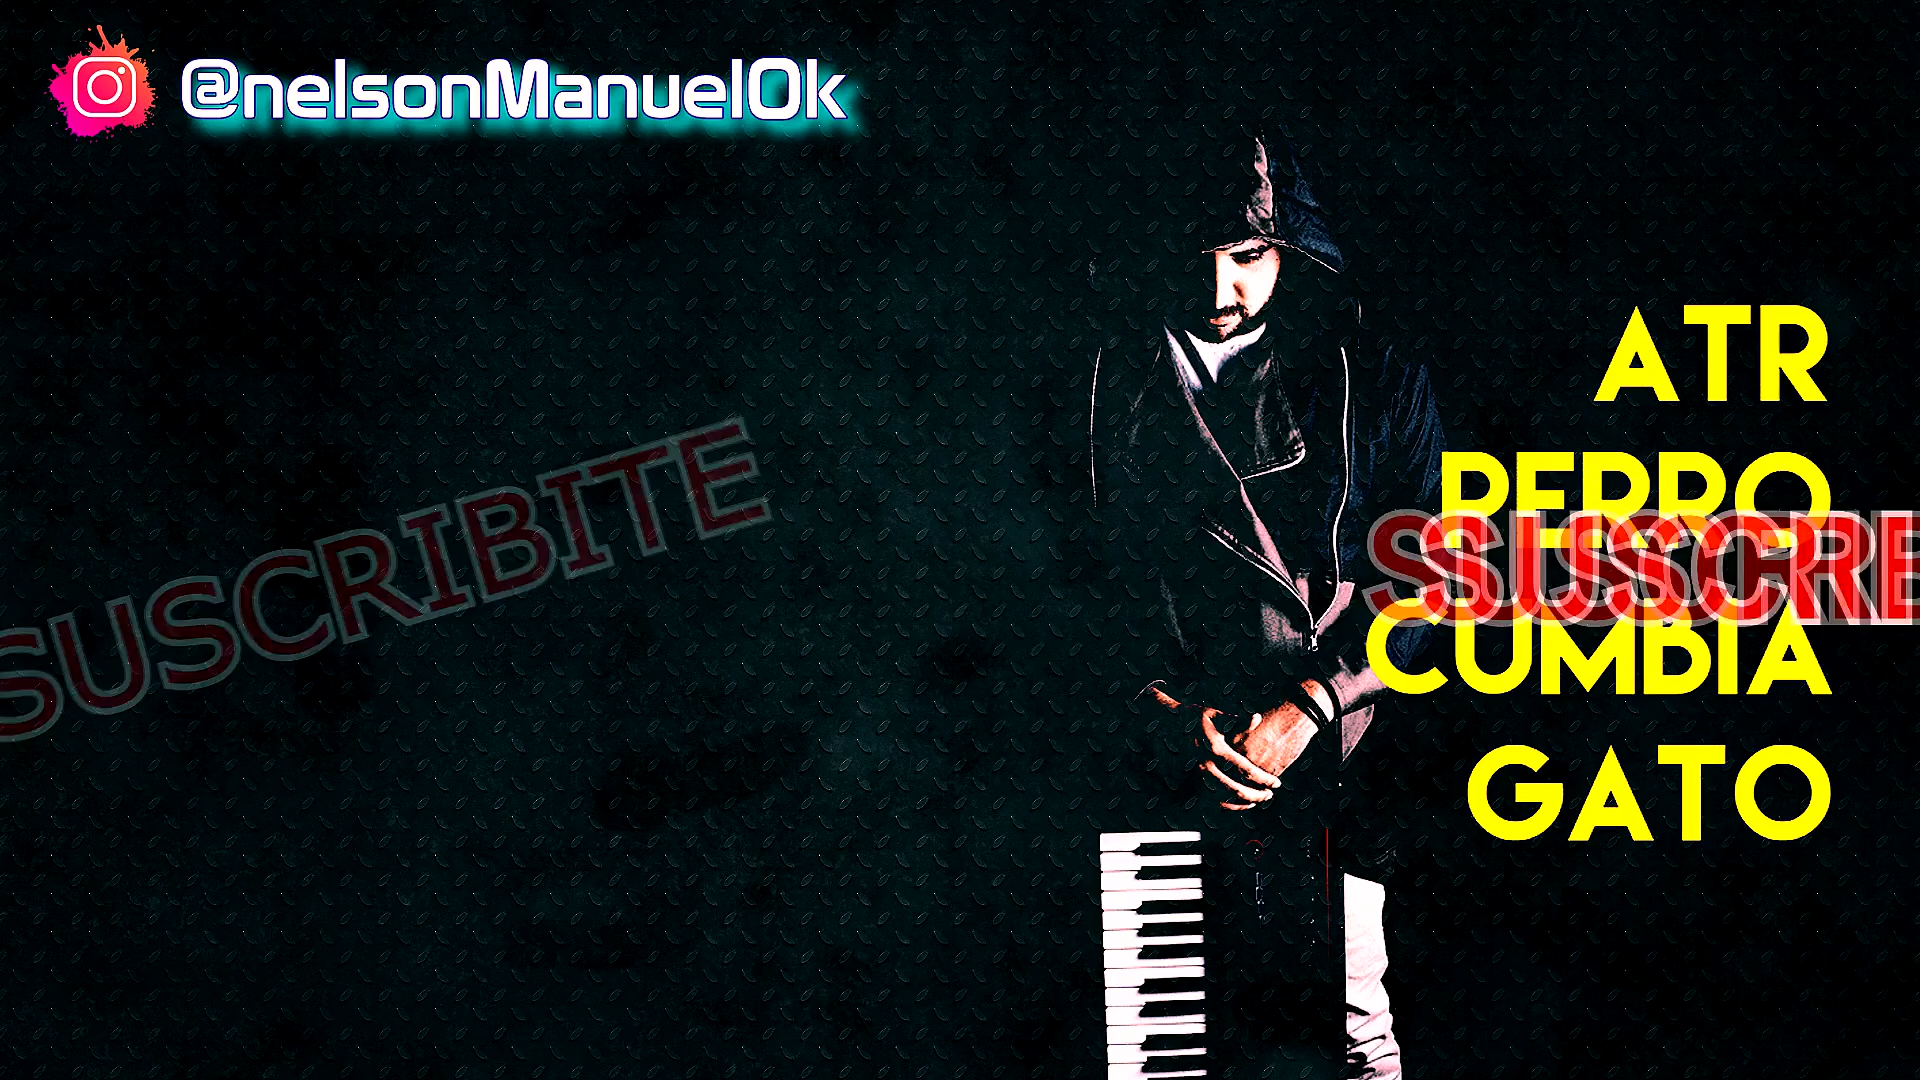 @nelsonManuelOk
ATR
PERRO
SUSCRIBITE
CUMBIA
GATO